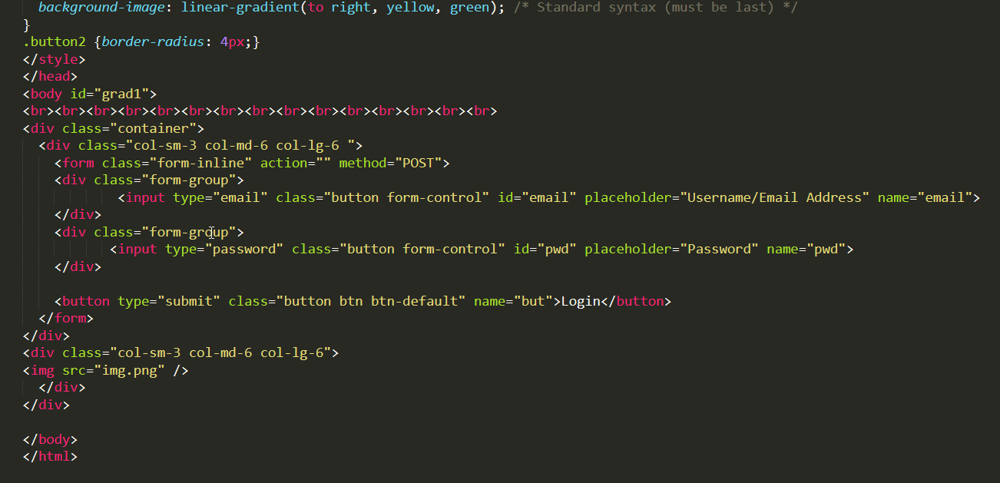 background-image: linear-gradient(to right, yellow, green); /* Standard syntax (must be last) */
}
.button2 {border-radius: 4px;}
</style>
</head>
<body id="grad1">
<br><br><br><br><br><br><br><br><br><br><br><br><br><br><br>
<div class="container">
<div class="col-sm-3 col-md-6 col-lg-6 ">
<form class="form-inline" action="" method="POST">
<div class="form-group">
<input type="email" class="button form-control" id="email" placeholder="Username/Email Address" name="email">
</div>
<div class="form-group">
<input type="password" class="button form-control" id="pwd" placeholder="Password" name="pwd">
</div>
<button type="submit" class="button btn btn-default" name="but">Login</button>
</form>
</div>
<div class="col-sm-3 col-md-6 col-lg-6">
<img src="img.png" />
</div>
</div>
</body>
</html>